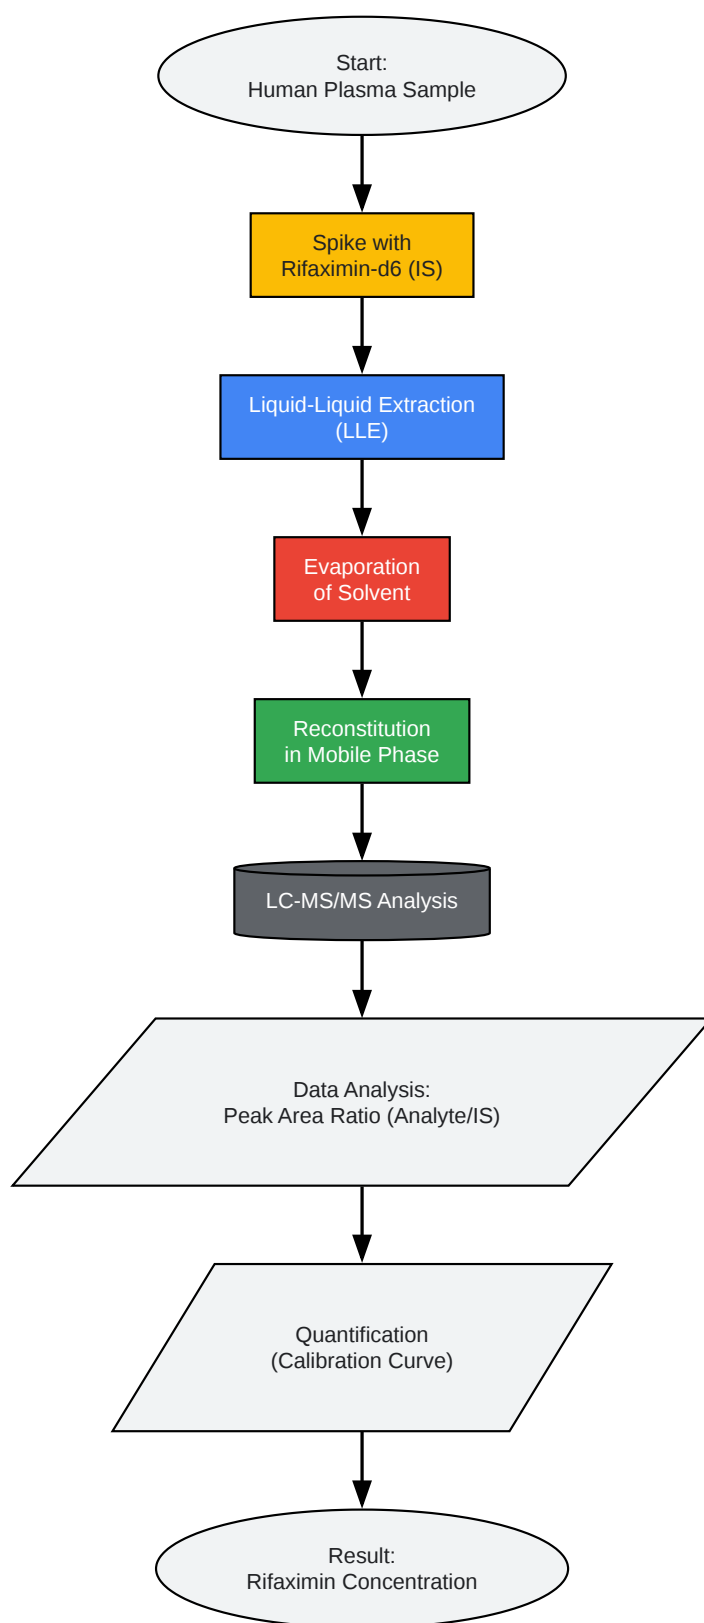 Start:
Human Plasma Sample
Spike with
Rifaximin-d6 (IS)
Liquid-Liquid Extraction
(LLE)
Evaporation
of Solvent
Reconstitution
in Mobile Phase
LC-MS/MS Analysis
Data Analysis:
Peak Area Ratio (Analyte/IS)
Quantification
(Calibration Curve)
Result:
Rifaximin Concentration